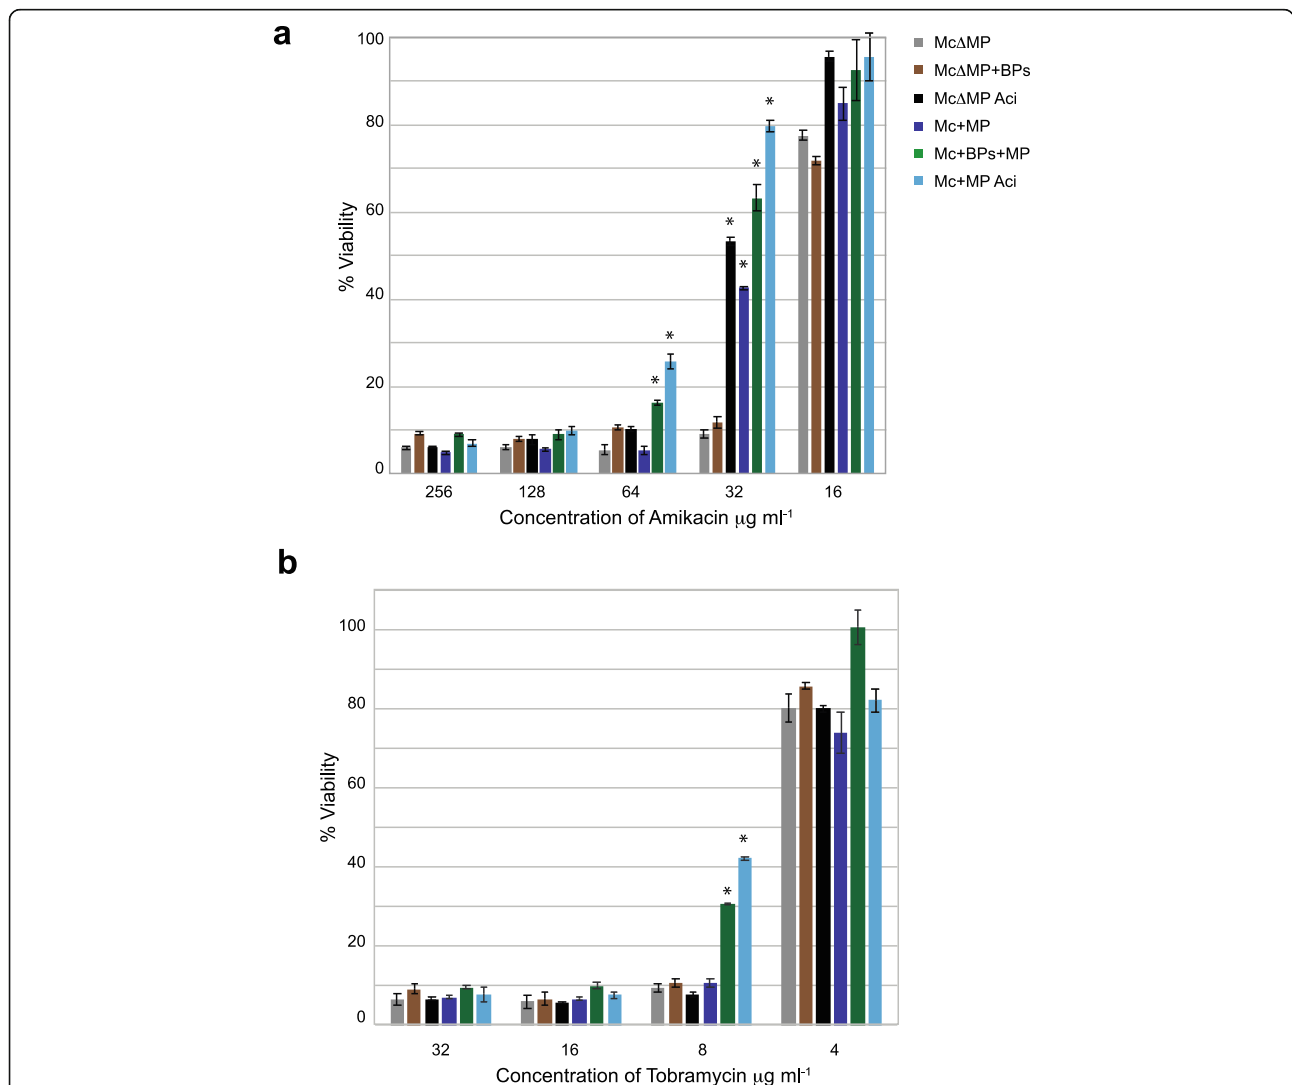 a
100
80
60
40
20
0
% Viability
* * * * * *
256 128 64 32 16
Concentration of Amikacin μg ml-1
McΔMP
McΔMP+BPs
McΔMP Aci
Mc+MP
Mc+BPs+MP
Mc+MP Aci
b
100
80
60
40
20
0
% Viability
* *
32 16 8 4
Concentration of Tobramycin μg ml-1